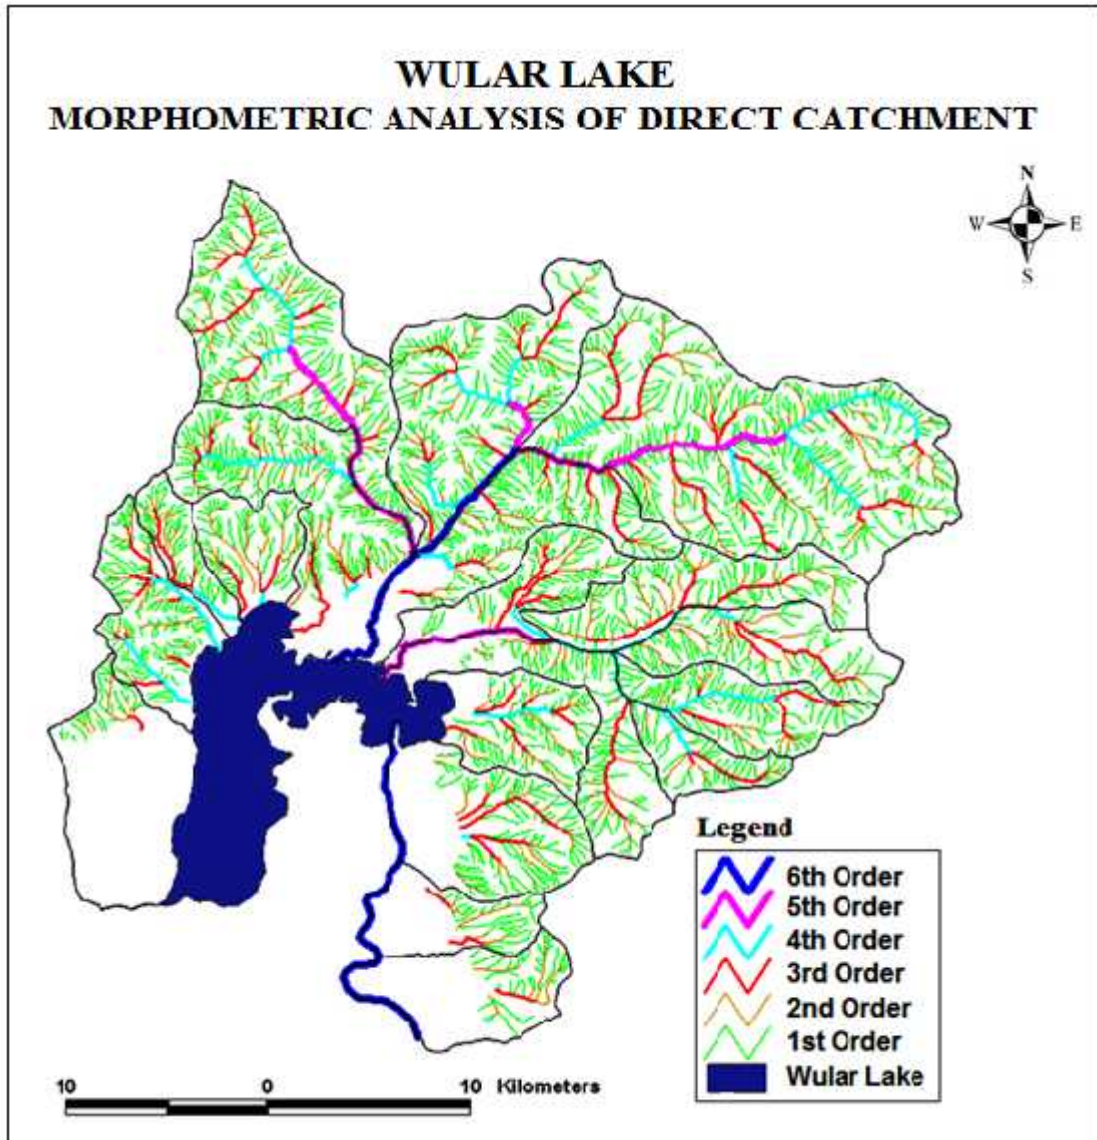 WULAR LAKE
MORPHOMETRIC ANALYSIS OF DIRECT CATCHMENT
N
W E
S
Legend
6th Order
5th Order
4th Order
3rd Order
2nd Order
1st Order
Wular Lake
10 0 10 Kilometers